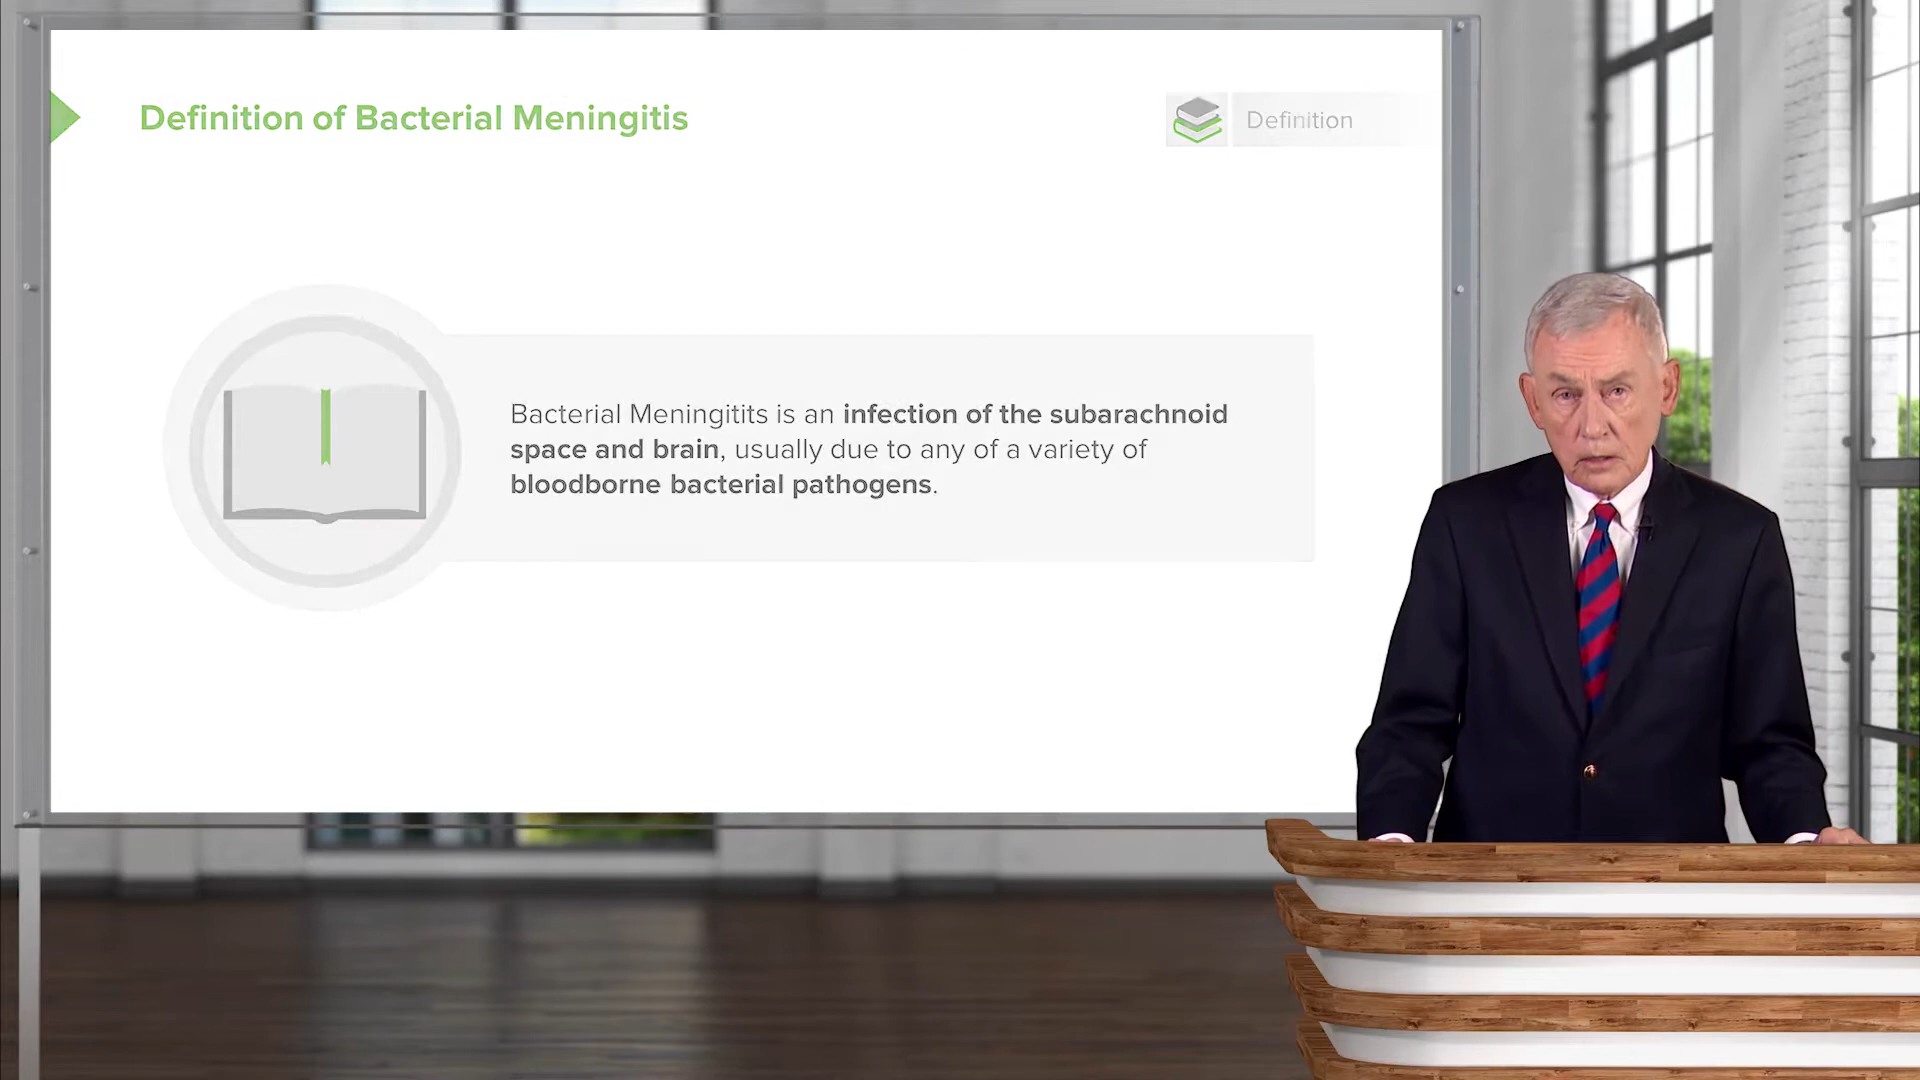 Definition of Bacterial Meningitis
Definition
Bacterial Meningitits is an infection of the subarachnoid
space and brain, usually due to any of a variety of
bloodborne bacterial pathogens.